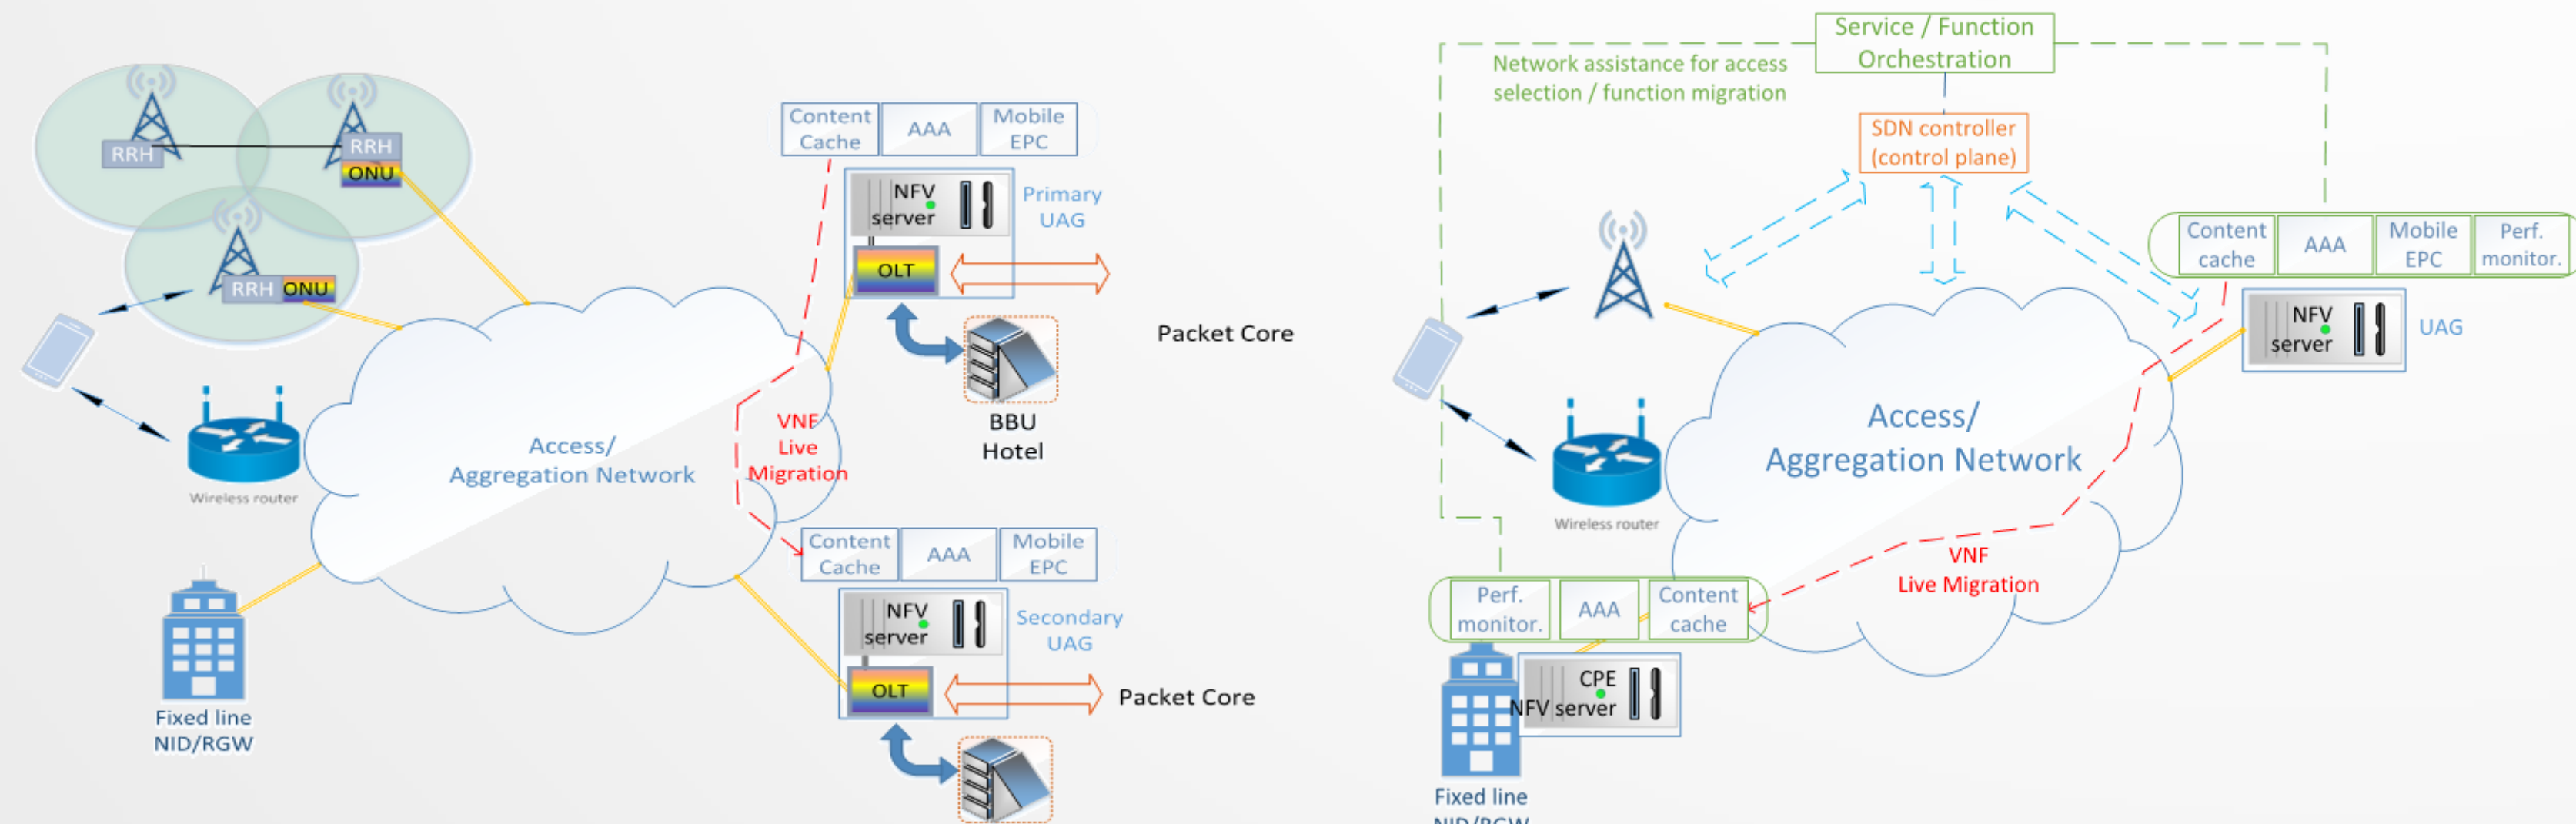 RRH
RRH
ONU
RRH
ONU
Wireless router
Fixed line
NID/RGW
Access/
Aggregation Network
Content
Cache
AAA
Mobile
EPC
NFV
server
Primary
UAG
OLT
Packet Core
BBU
Hotel
VNF
Live
Migration
Content
Cache
AAA
Mobile
EPC
NFV
server
Secondary
UAG
OLT
Packet Core
Service / Function
Orchestration
Network assistance for access
selection / function migration
SDN controller
(control plane)
Content
cache
AAA
Mobile
EPC
Perf.
monitor.
NFV
server
UAG
Access/
Aggregation Network
Wireless router
VNF
Live Migration
Perf.
monitor.
AAA
Content
cache
CPE
NFV server
Fixed line
NID/RGW